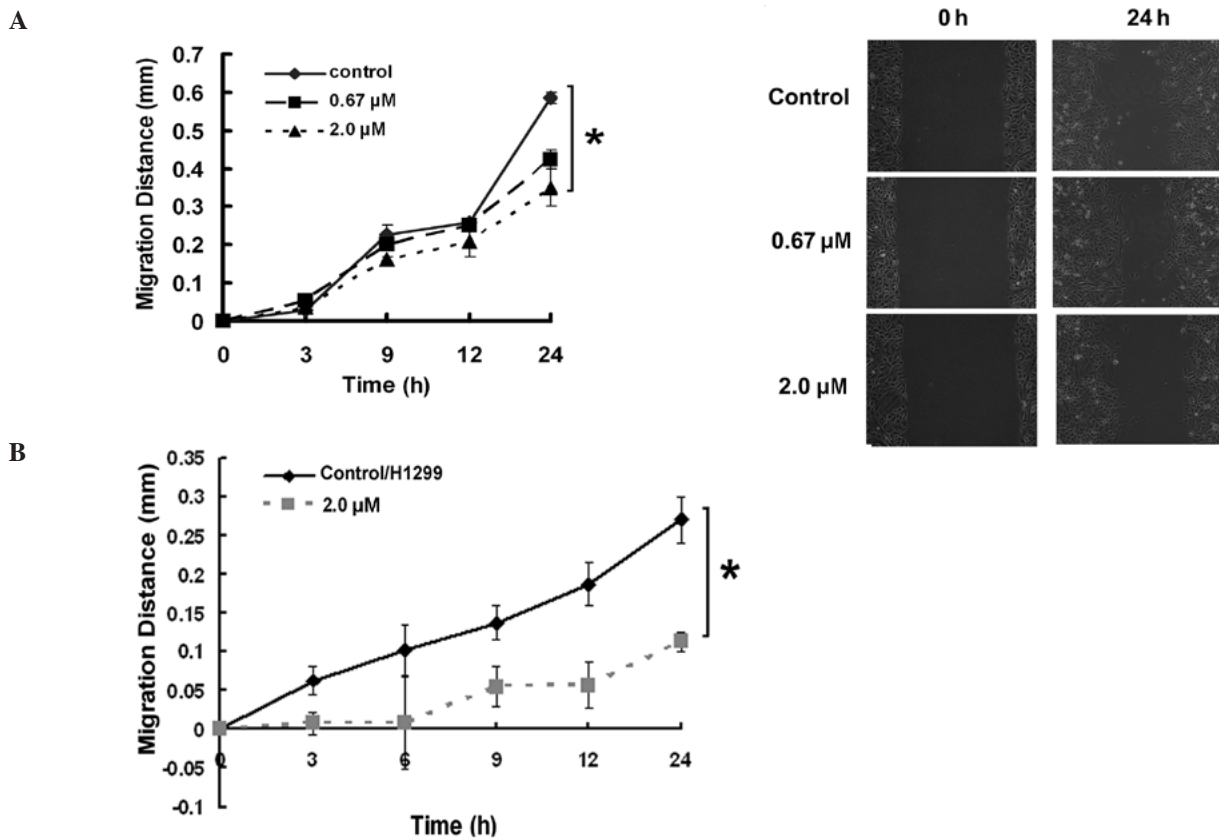 A
0 h 24 h
control
0.67 µM
2.0 µM
Migration Distance (mm)
0.6
0.5
0.4
0.3
0.2
0.1
0
*
0 3 9 12 24
Time (h)
Control
0.67 µM
2.0 µM
B
Control/H1299
2.0 µM
Migration Distance (mm)
0.35
0.3
0.25
0.2
0.15
0.1
0.05
0
-0.05
-0.1
*
0 3 6 9 12 24
Time (h)